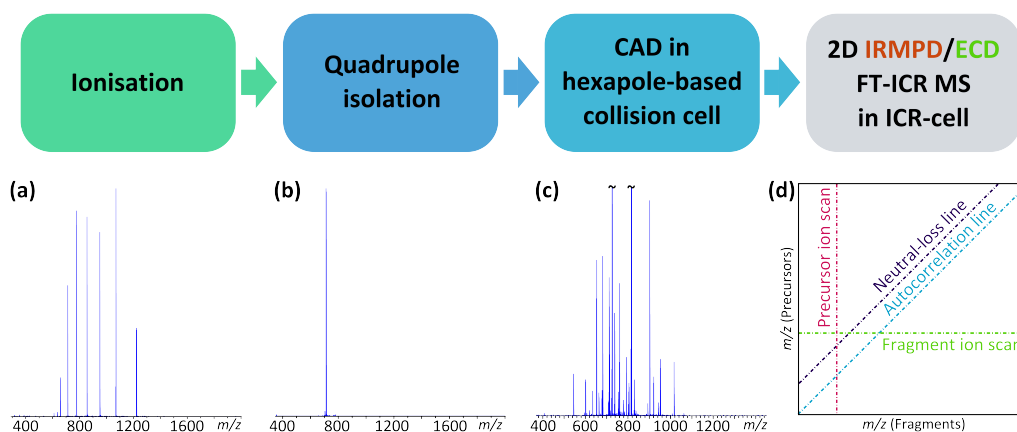 Ionisation
Quadrupole
isolation
CAD in
hexapole-based
collision cell
2D IRMPD/ECD
FT-ICR MS
in ICR-cell
(a)
400 800 1200 1600 m/z
(b)
400 800 1200 1600 m/z
(c)
400 600 800 1000 1200 m/z
(d)
m/z (Precursors)
Precursor ion scan
Neutral-loss line
Autocorrelation line
Fragment ion scan
m/z (Fragments)
~
~